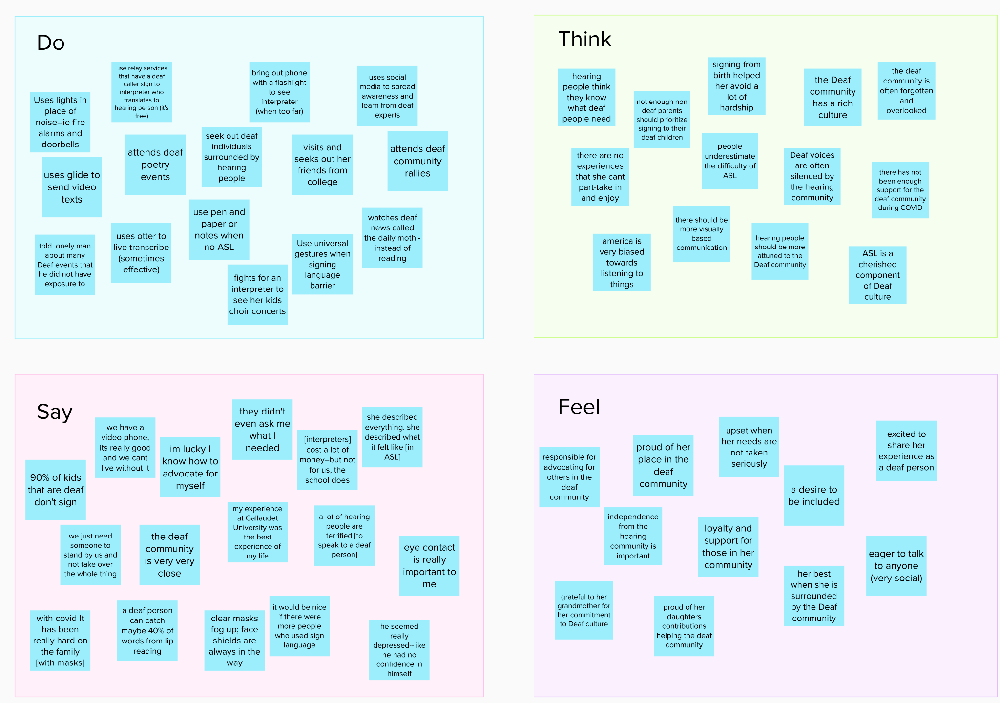 Do
use relay services
that have a deaf
caller sign to
interpreter who
translates to
hearing person (it's
free)
bring out phone
with a flashlight
to see
interpreter
(when too far)
uses social
media to spread
awareness and
learn from deaf
experts
Uses lights in
place of
noise--ie fire
alarms and
doorbells
attends deaf
poetry
events
seek out deaf
individuals
surrounded by
hearing
people
visits and
seeks out her
friends from
college
attends deaf
community
rallies
uses glide to
send video
texts
use pen and
paper or
notes when
no ASL
watches deaf
news called
the daily moth -
instead of
reading
told lonely man
about many
Deaf events that
he did not have
exposure to
uses otter to
live transcribe
(sometimes
effective)
Use universal
gestures when
signing
language
barrier
fights for an
interpreter to
see her kids
choir concerts
Think
hearing
people think
they know
what deaf
people need
not enough non
deaf parents
should prioritize
signing to their
deaf children
signing from
birth helped
her avoid a
lot of
hardship
the Deaf
community
has a rich
culture
the deaf
community is
often forgotten
and
overlooked
there are no
experiences
that she cant
part-take in
and enjoy
people
underestimate
the difficulty of
ASL
Deaf voices
are often
silenced by
the hearing
community
there has not
been enough
support for the
deaf community
during COVID
america is
very biased
towards
listening to
things
there should be
more visually
based
communication
hearing people
should be more
attuned to the
Deaf community
ASL is a
cherished
component
of Deaf
culture
Say
we have a
video phone,
its really good
and we cant
live without it
im lucky I
know how to
advocate for
myself
they didn't
even ask me
what I
needed
[interpreters]
cost a lot of
money--but not
for us, the
school does
she described
everything. she
described what
it felt like [in
ASL]
90% of kids
that are deaf
don't sign
we just need
someone to
stand by us and
not take over
the whole thing
the deaf
community
is very very
close
my experience
at Gallaudet
University was
the best
experience of
my life
a lot of hearing
people are
terrified [to
speak to a deaf
person]
eye contact
is really
important to
me
with covid It
has been
really hard on
the family
[with masks]
a deaf person
can catch
maybe 40% of
words from lip
reading
clear masks
fog up; face
shields are
always in the
way
it would be nice
if there were
more people
who used sign
language
he seemed
really
depressed--like
he had no
confidence in
himself
Feel
responsible for
advocating for
others in the
deaf
community
proud of her
place in the
deaf
community
upset when
her needs are
not taken
seriously
a desire to
be included
excited to
share her
experience as
a deaf person
independence
from the
hearing
community is
important
loyalty and
support for
those in her
community
eager to talk
to anyone
(very social)
grateful to her
grandmother for
her commitment
to Deaf culture
proud of her
daughters
contributions
helping the deaf
community
her best
when she is
surrounded
by the Deaf
community